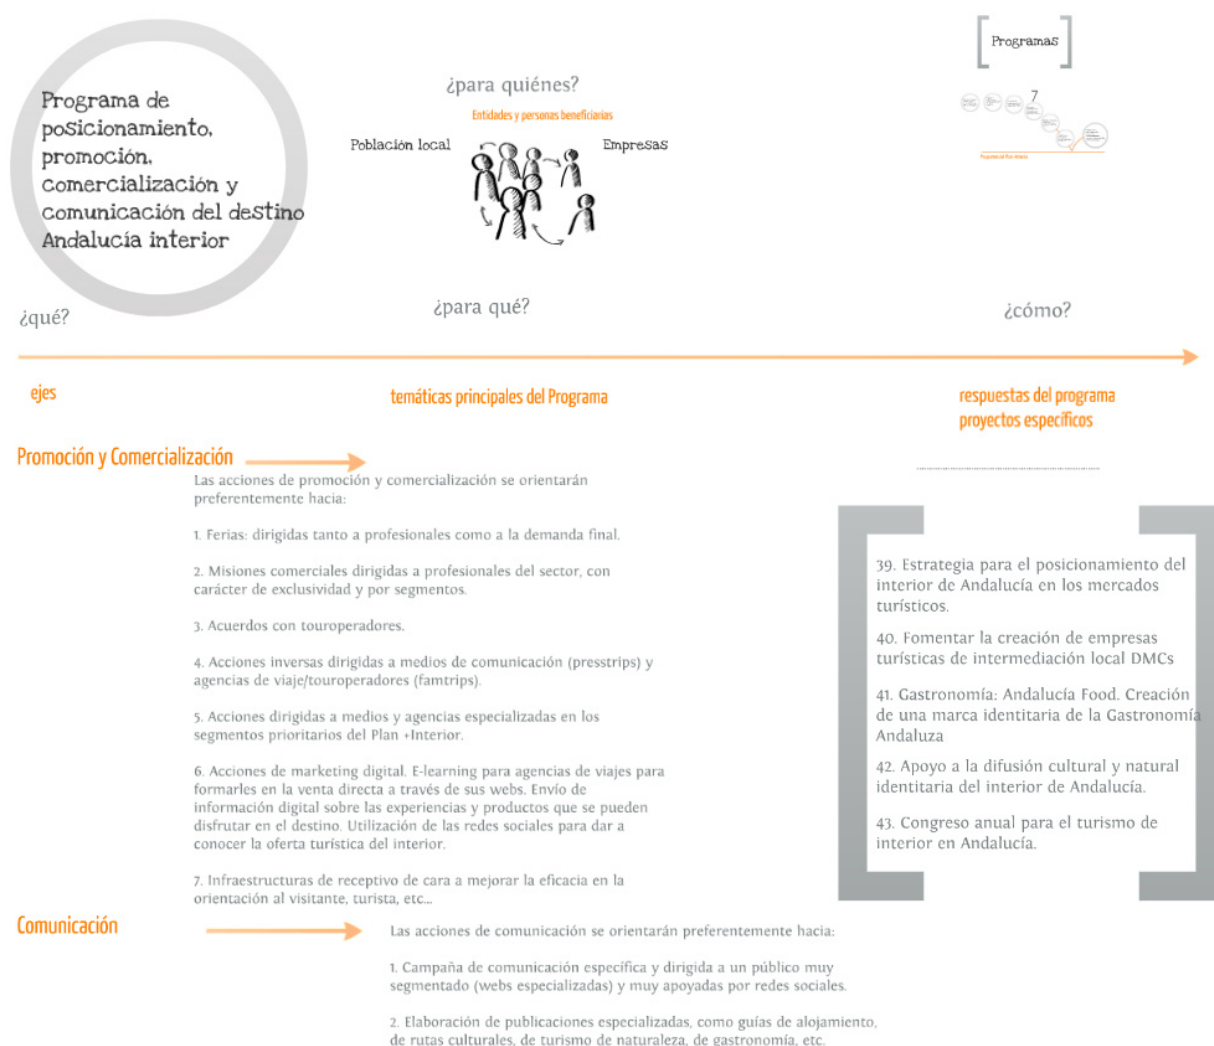 Programa de
posicionamiento,
promoción,
comercialización y
comunicación del destino
Andalucía interior
¿para quiénes?
Entidades y personas beneficiarias
Población local
Empresas
Programas
7
¿qué?
¿para qué?
¿cómo?
ejes
temáticas principales del Programa
respuestas del programa
proyectos específicos
Promoción y Comercialización
Las acciones de promoción y comercialización se orientarán
preferentemente hacia:
1. Ferias: dirigidas tanto a profesionales como a la demanda final.
2. Misiones comerciales dirigidas a profesionales del sector, con
carácter de exclusividad y por segmentos.
3. Acuerdos con touroperadores.
4. Acciones inversas dirigidas a medios de comunicación (presstrips) y
agencias de viaje/touroperadores (famtrips).
5. Acciones dirigidas a medios y agencias especializadas en los
segmentos prioritarios del Plan +Interior.
6. Acciones de marketing digital. E-learning para agencias de viajes para
formarles en la venta directa a través de sus webs. Envío de
información digital sobre las experiencias y productos que se pueden
disfrutar en el destino. Utilización de las redes sociales para dar a
conocer la oferta turística del interior.
7. Infraestructuras de receptivo de cara a mejorar la eficacia en la
orientación al visitante, turista, etc...
39. Estrategia para el posicionamiento del
interior de Andalucía en los mercados
turísticos.
40. Fomentar la creación de empresas
turísticas de intermediación local DMCs
41. Gastronomía: Andalucía Food. Creación
de una marca identitaria de la Gastronomía
Andaluza
42. Apoyo a la difusión cultural y natural
identitaria del interior de Andalucía.
43. Congreso anual para el turismo de
interior en Andalucía.
Comunicación
Las acciones de comunicación se orientarán preferentemente hacia:
1. Campaña de comunicación específica y dirigida a un público muy
segmentado (webs especializadas) y muy apoyadas por redes sociales.
2. Elaboración de publicaciones especializadas, como guías de alojamiento,
de rutas culturales, de turismo de naturaleza, de gastronomía, etc.